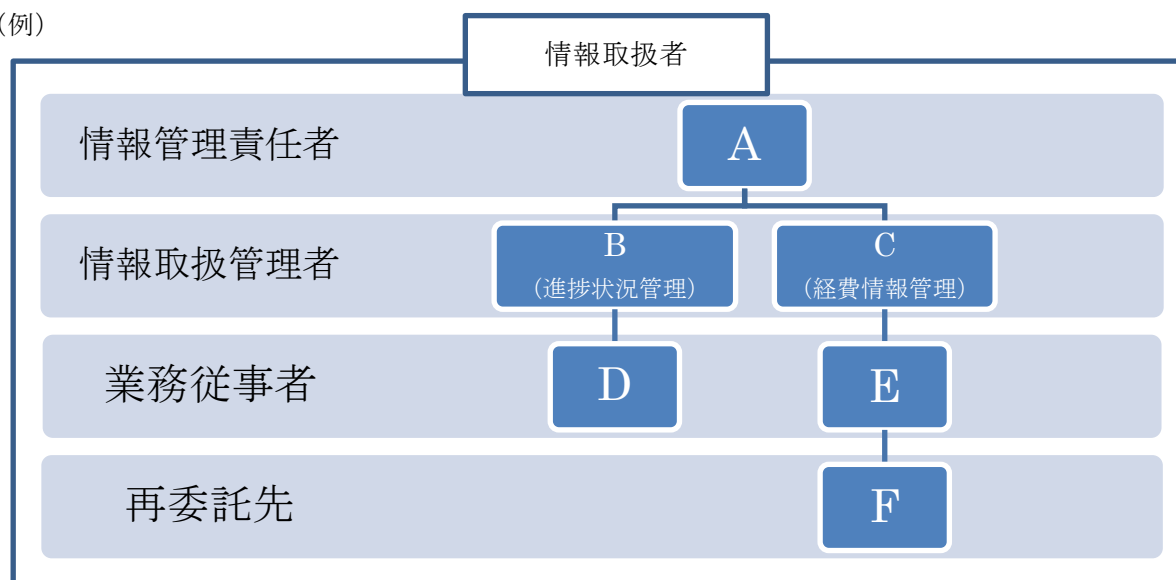 （例）
情報取扱者
情報管理責任者
A
情報取扱管理者
B
（進捗状況管理）
C
（経費情報管理）
業務従事者
D
E
再委託先
F